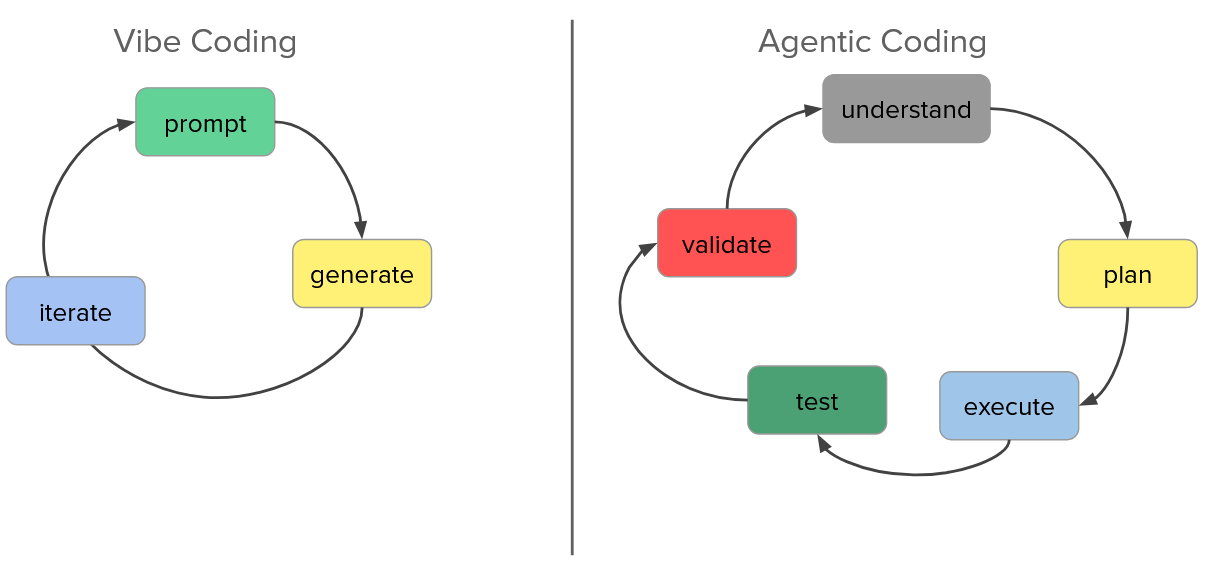 Vibe Coding
prompt
generate
iterate
Agentic Coding
understand
plan
execute
test
validate